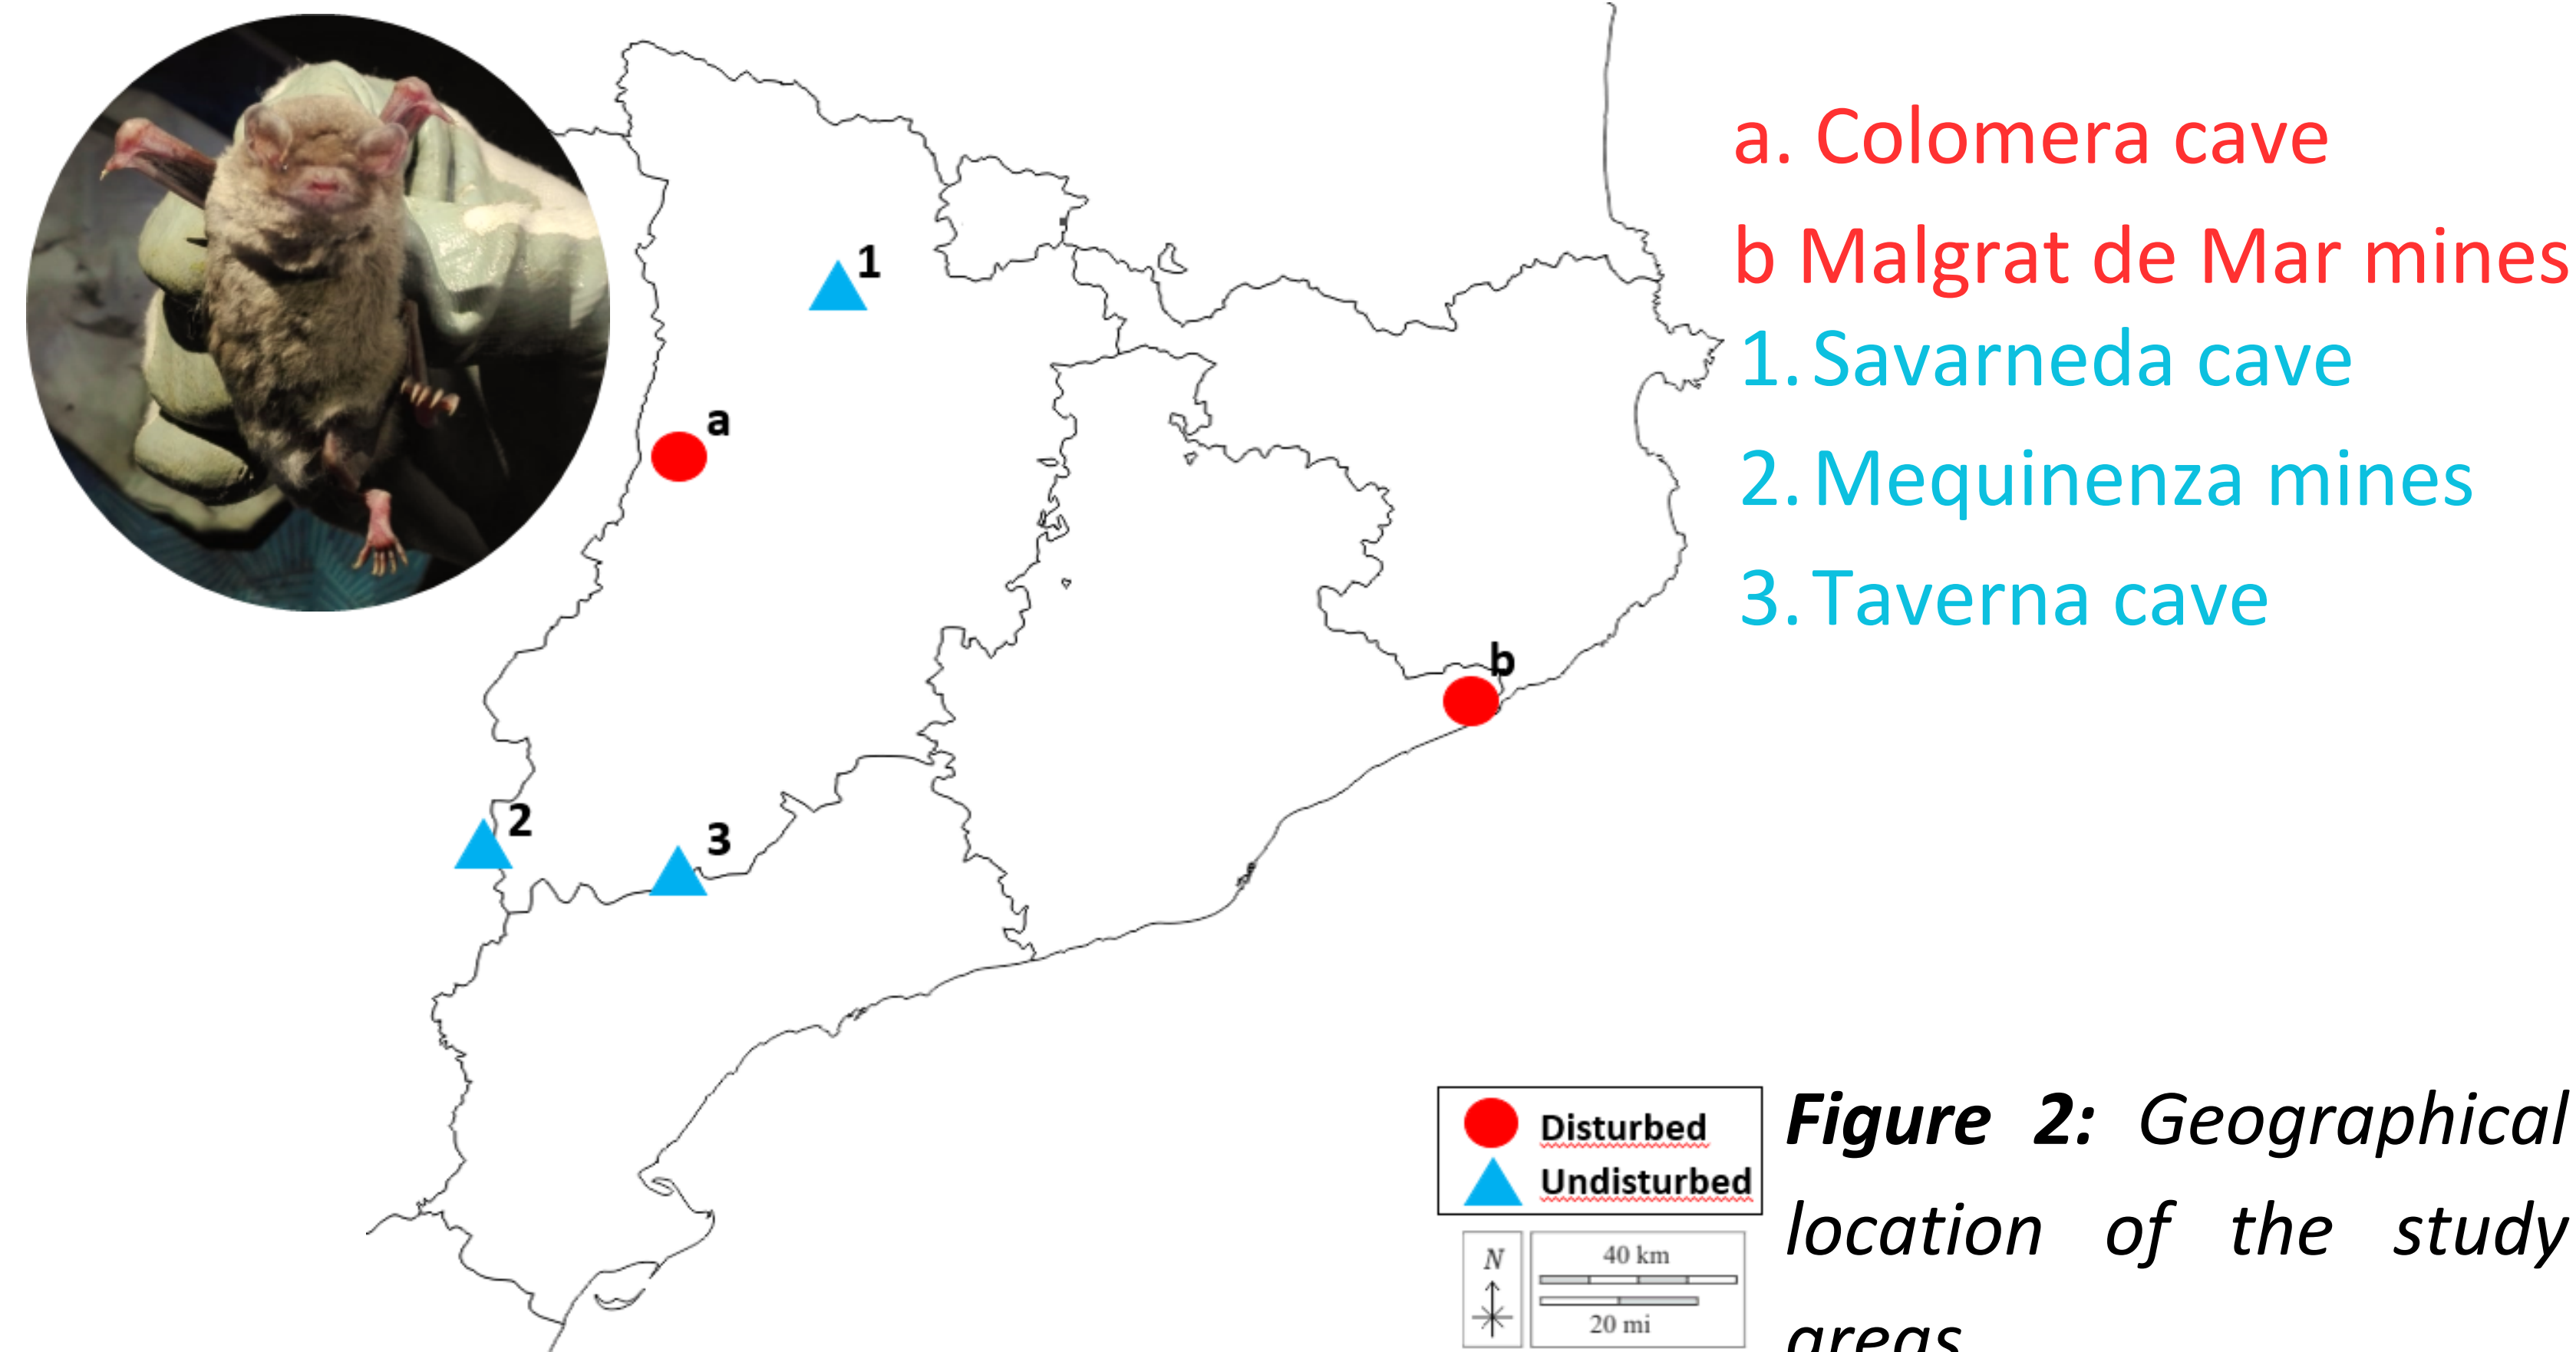 a. Colomera cave
b Malgrat de Mar mines
1. Savarneda cave
2. Mequinenza mines
3. Taverna cave
1
a
b
2
3
Disturbed
Undisturbed
N
40 km
20 mi
Figure 2: Geographical
location of the study
areas